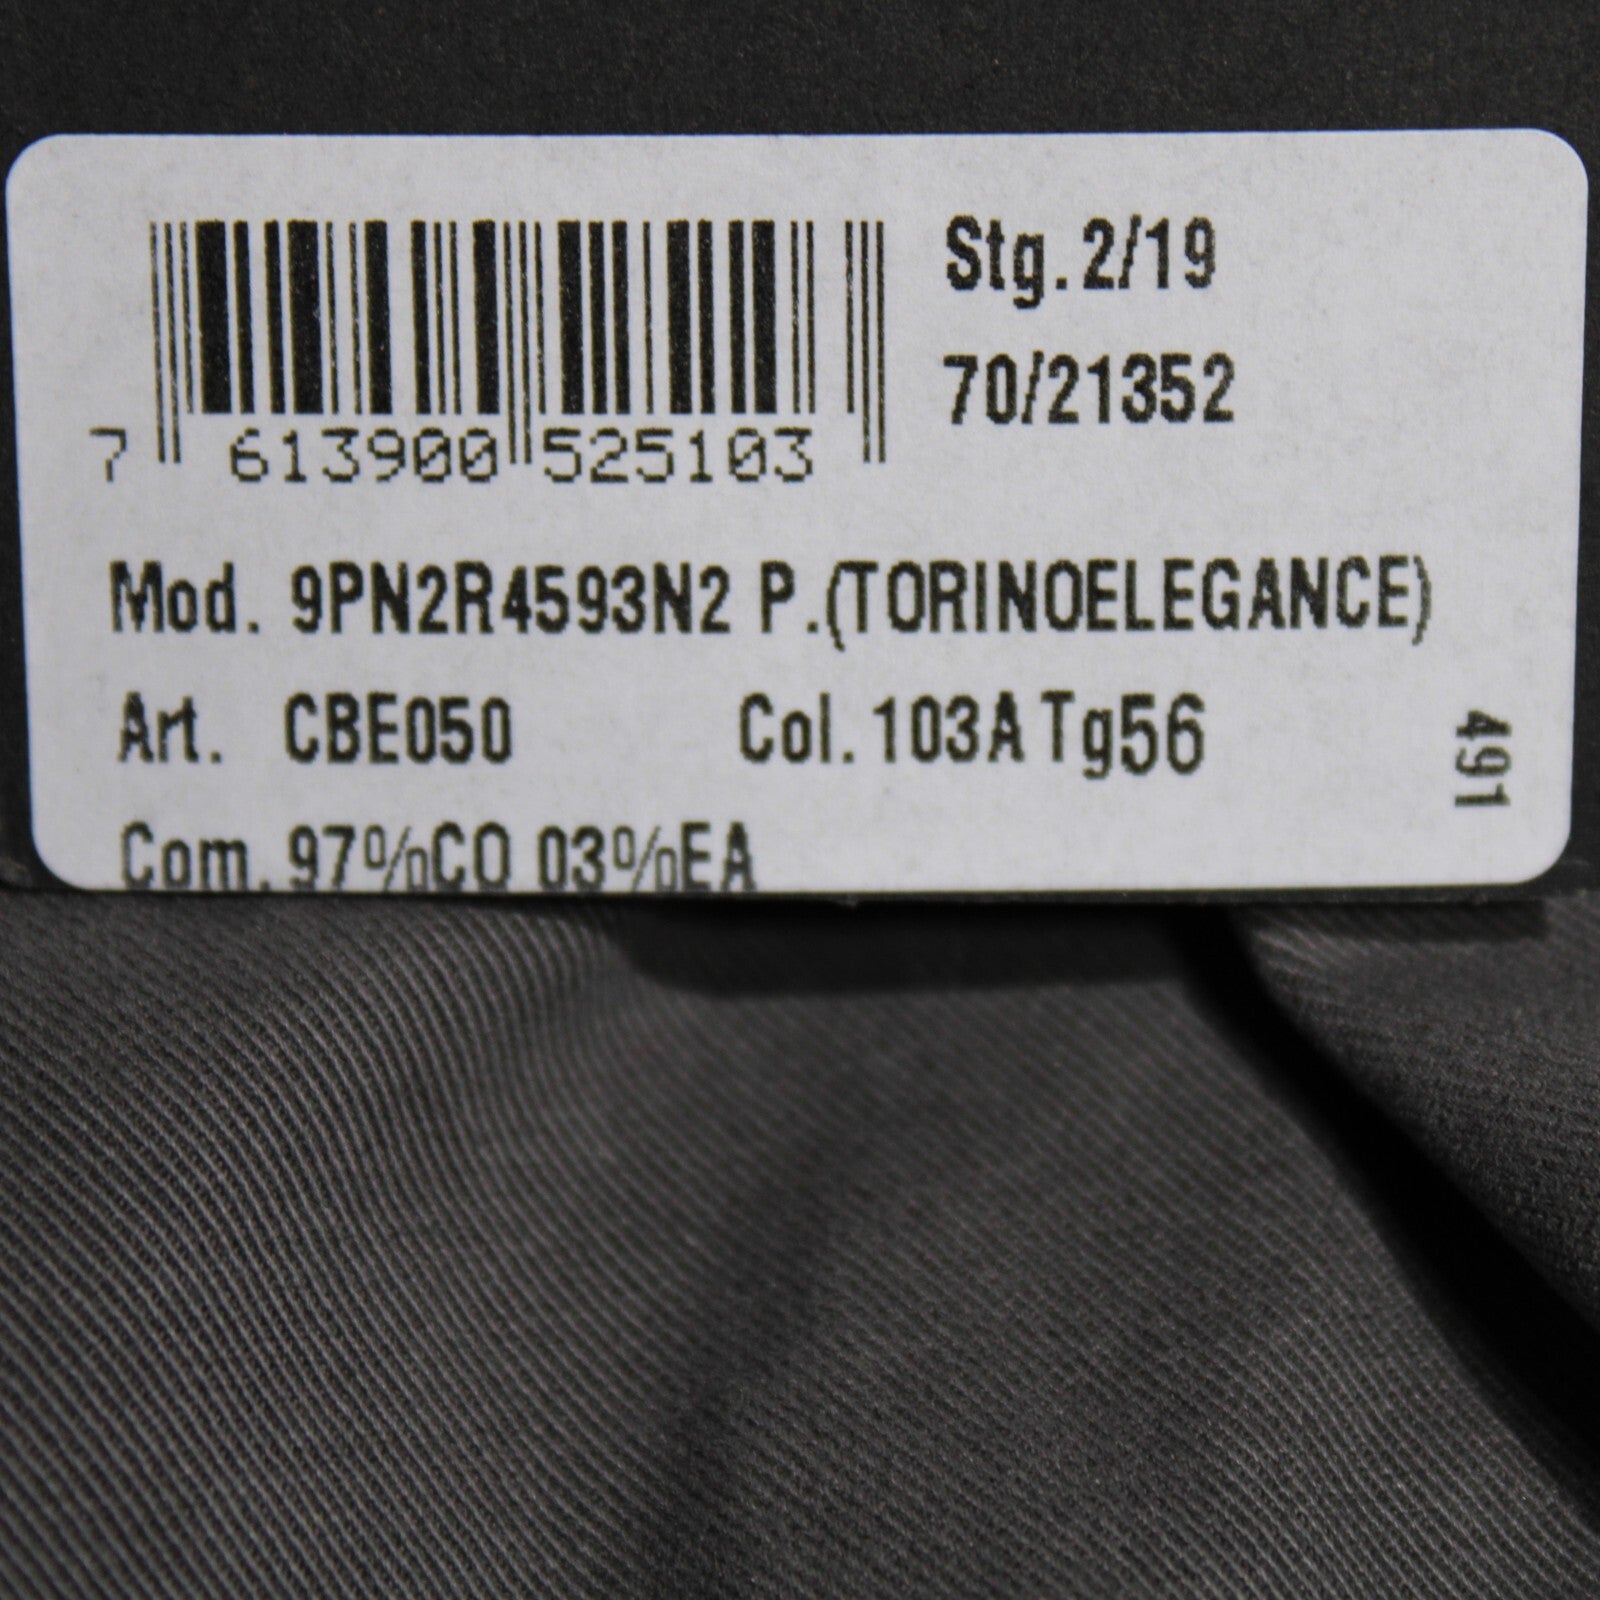 Stg. 2/19
70/21352
7 613900 525103
Mod. 9PN2R4593N2 P.(TORINOELEGANCE)
Art. CBE050 Col. 103A Tg56
491
Com. 97%CO 03%EA